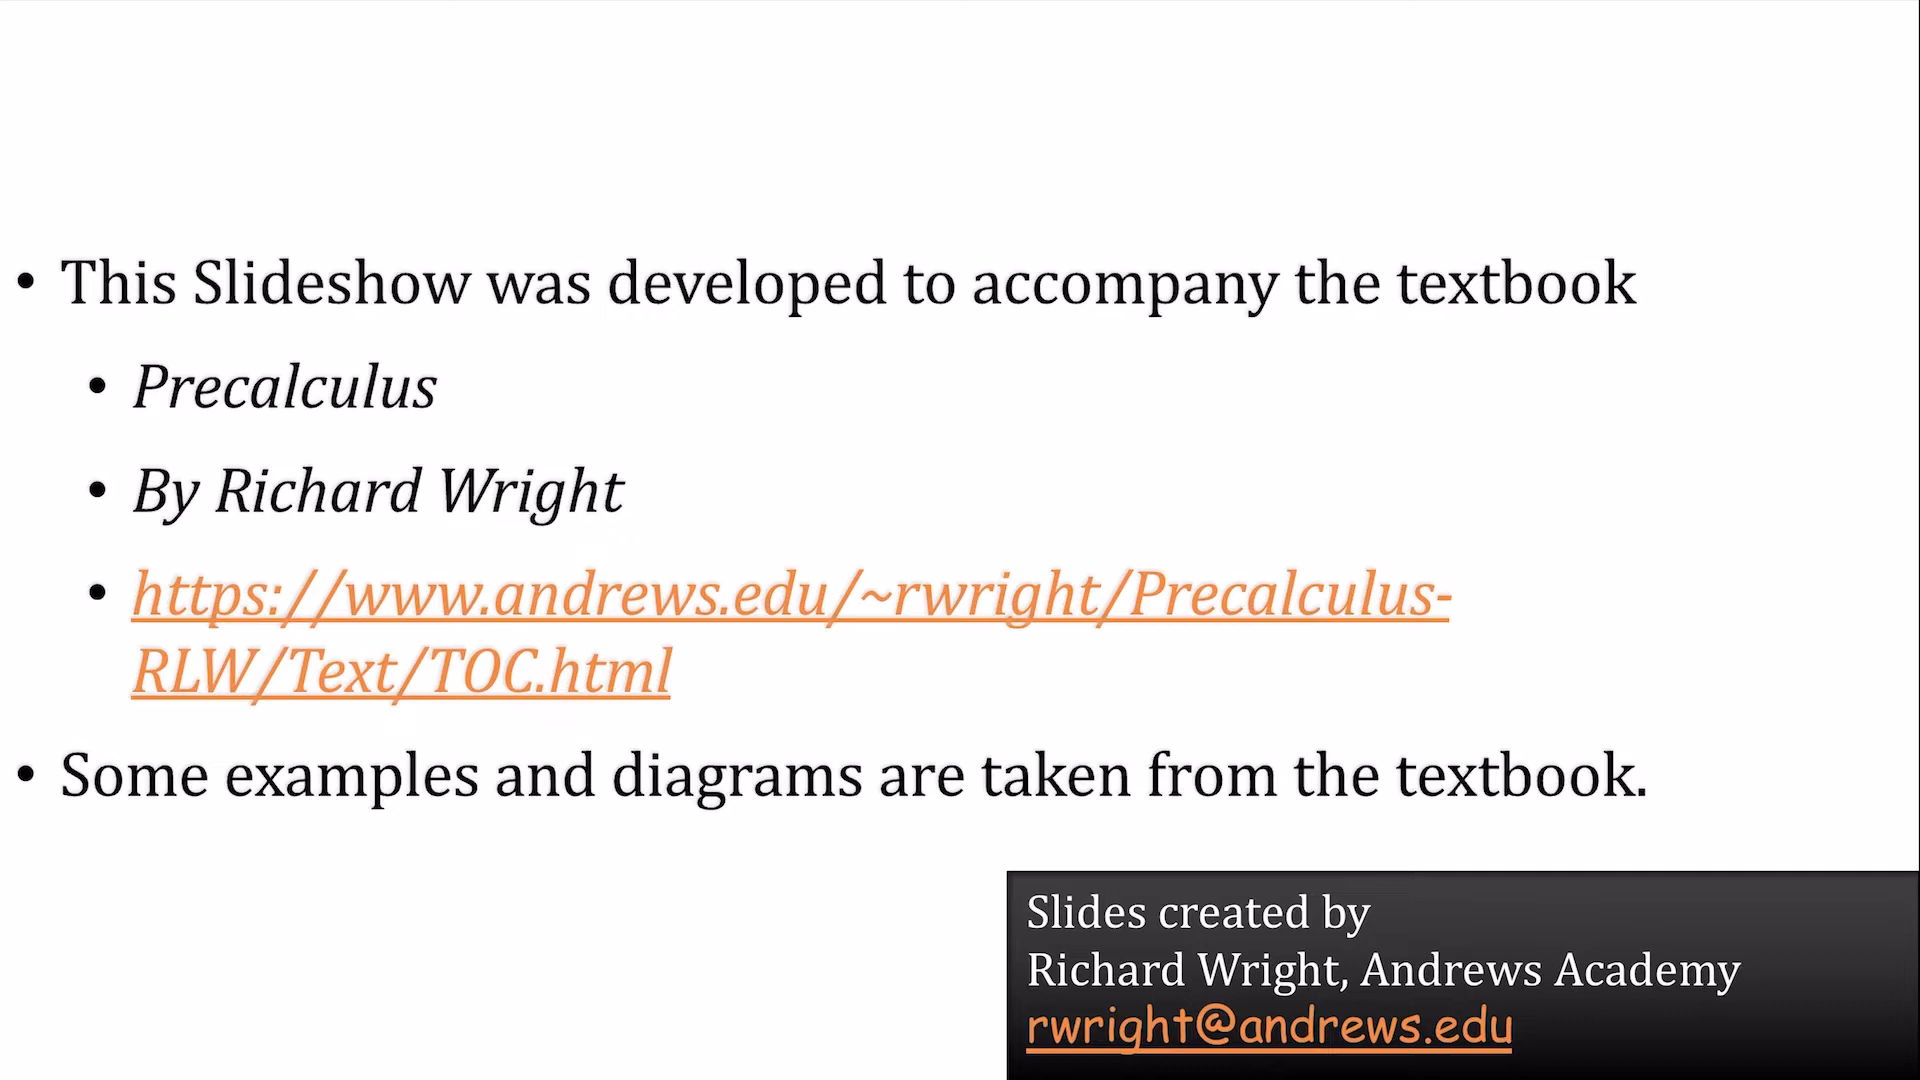 • This Slideshow was developed to accompany the textbook
• Precalculus
• By Richard Wright
• https://www.andrews.edu/~rwright/Precalculus-
RLW/Text/TOC.html
• Some examples and diagrams are taken from the textbook.
Slides created by
Richard Wright, Andrews Academy
rwright@andrews.edu